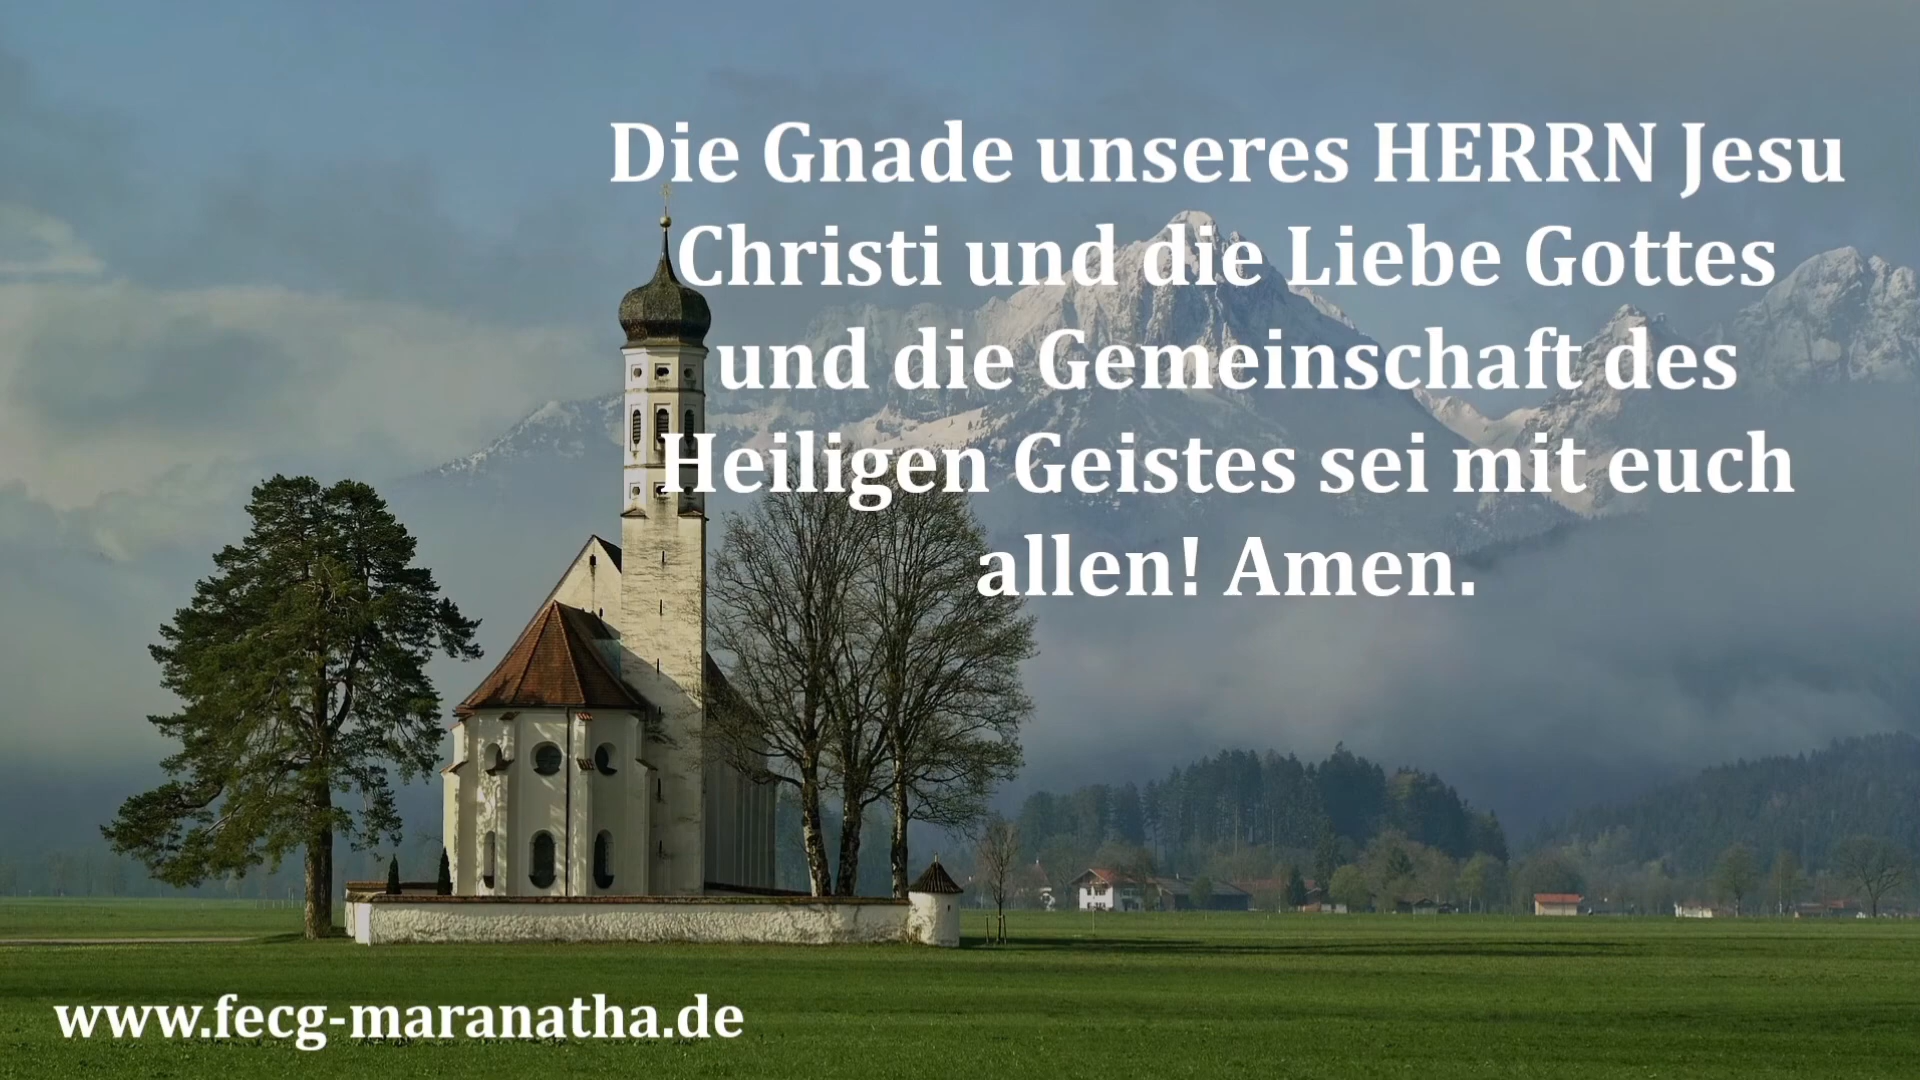 Die Gnade unseres HERRN Jesu
Christi und die Liebe Gottes
und die Gemeinschaft des
Heiligen Geistes sei mit euch
allen! Amen.
www.fecg-maranatha.de